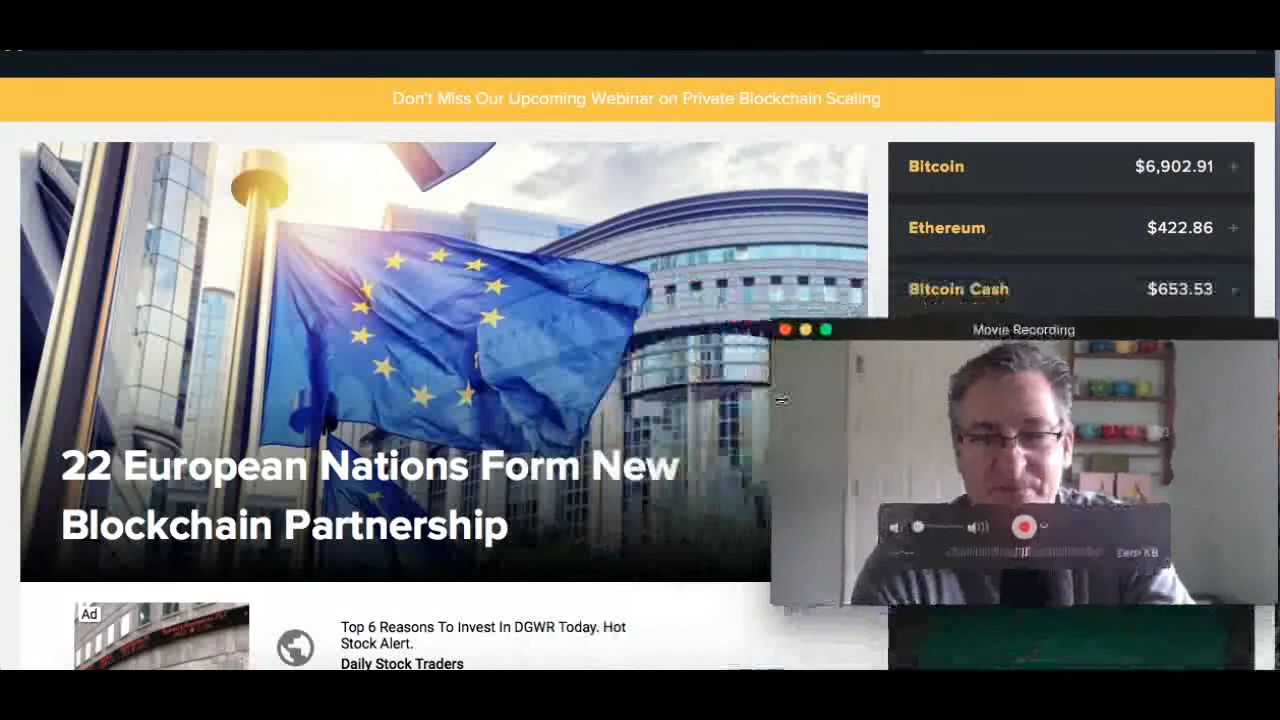 Don't Miss Our Upcoming Webinar on Private Blockchain Scaling
Bitcoin $6,902.91 +
Ethereum $422.86 +
Bitcoin Cash $653.53
Movie Recording
22 European Nations Form New
Blockchain Partnership
Ad
Top 6 Reasons To Invest In DGWR Today. Hot
Stock Alert.
Daily Stock Traders